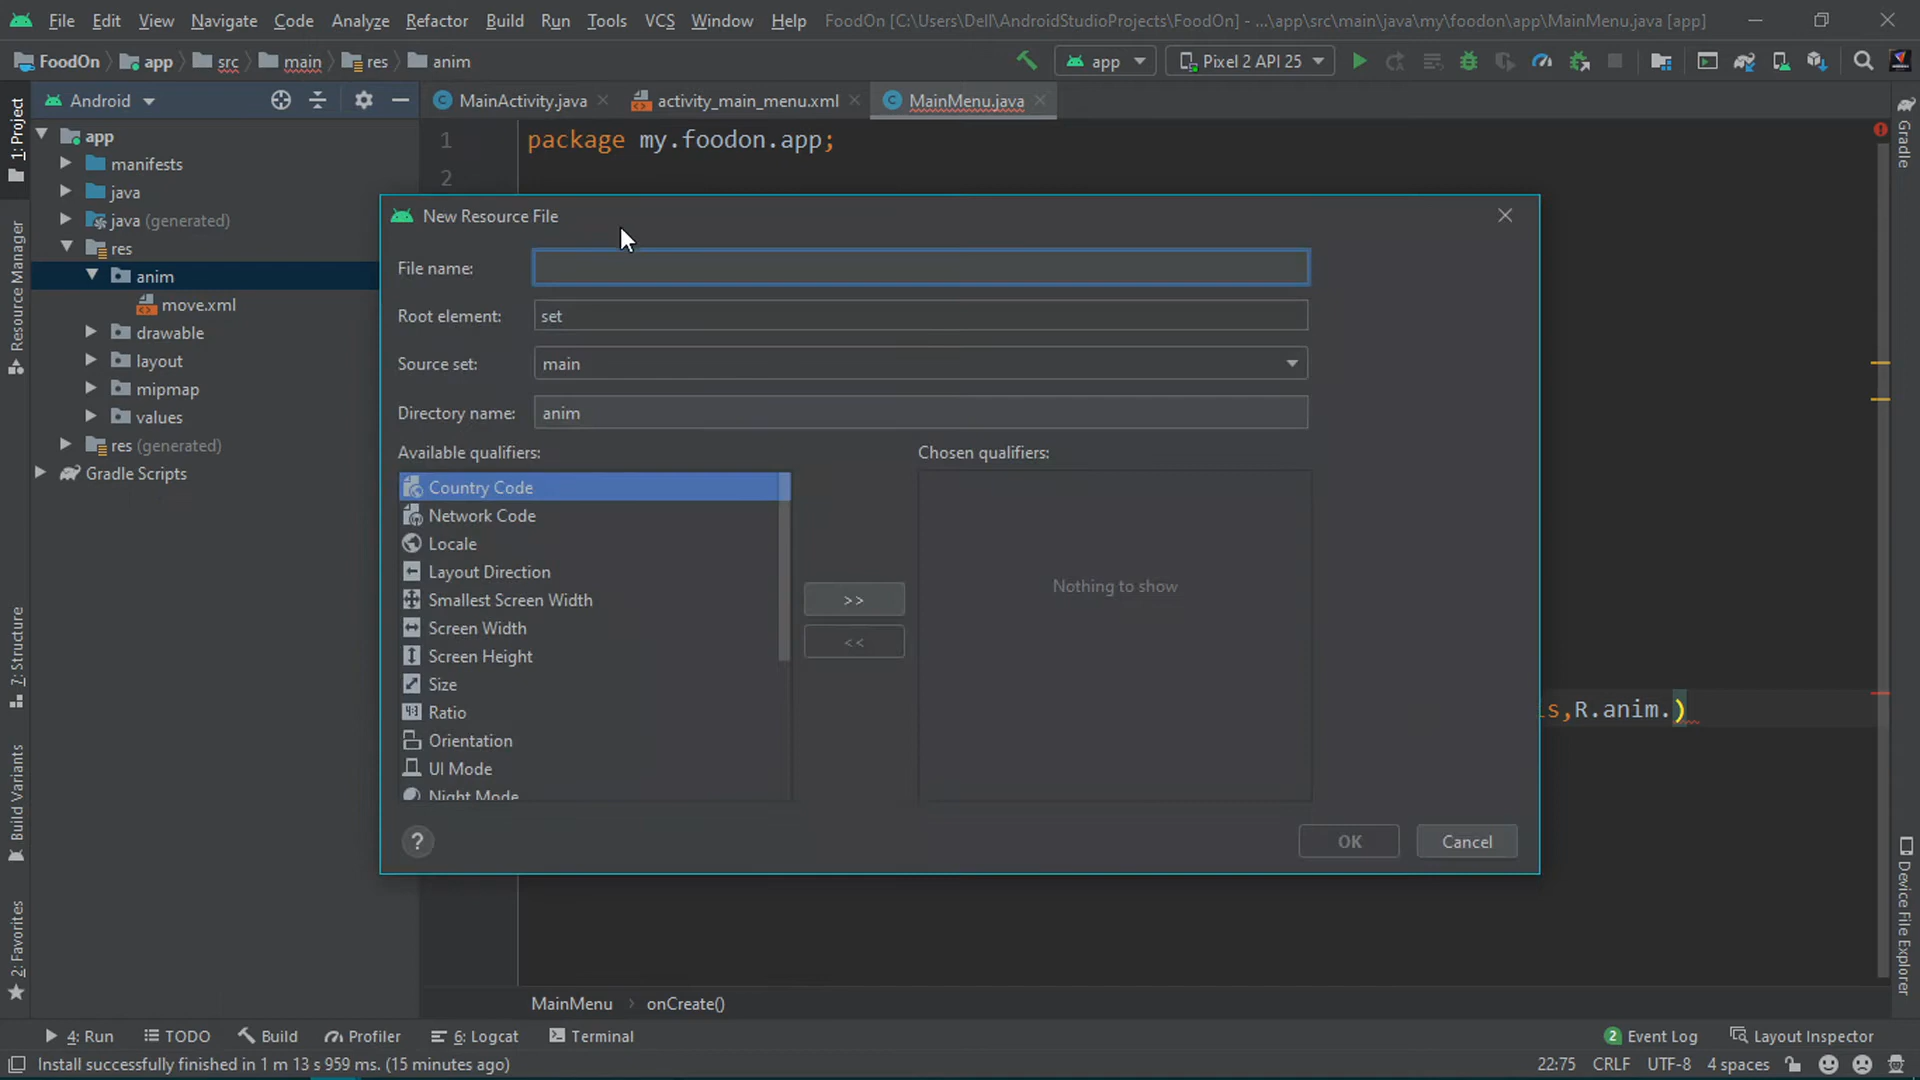 File Edit View Navigate Code Analyze Refactor Build Run Tools VCS Window Help FoodOn [C:\Users\Dell\AndroidStudioProjects\FoodOn] - ...\app\src\main\java\my\foodon\app\MainMenu.java [app]
FoodOn app src main res anim app Pixel 2 API 25
Android MainActivity.java activity_main_menu.xml MainMenu.java
1: Project
Resource Manager
7: Structure
Build Variants
2: Favorites
app
manifests
java
java (generated)
res
anim
move.xml
drawable
layout
mipmap
values
res (generated)
Gradle Scripts
1 package my.foodon.app;
2
New Resource File
File name:
Root element: set
Source set: main
Directory name: anim
Available qualifiers: Chosen qualifiers:
Country Code
Network Code
Locale
Layout Direction
Smallest Screen Width
Screen Width
Screen Height
Size
Ratio
Orientation
UI Mode
Night Mode
>>
<<
Nothing to show
? OK Cancel
s,R.anim.)
Gradle
Device File Explorer
MainMenu > onCreate()
4: Run TODO Build Profiler 6: Logcat Terminal 2 Event Log Layout Inspector
Install successfully finished in 1 m 13 s 959 ms. (15 minutes ago) 22:75 CRLF UTF-8 4 spaces